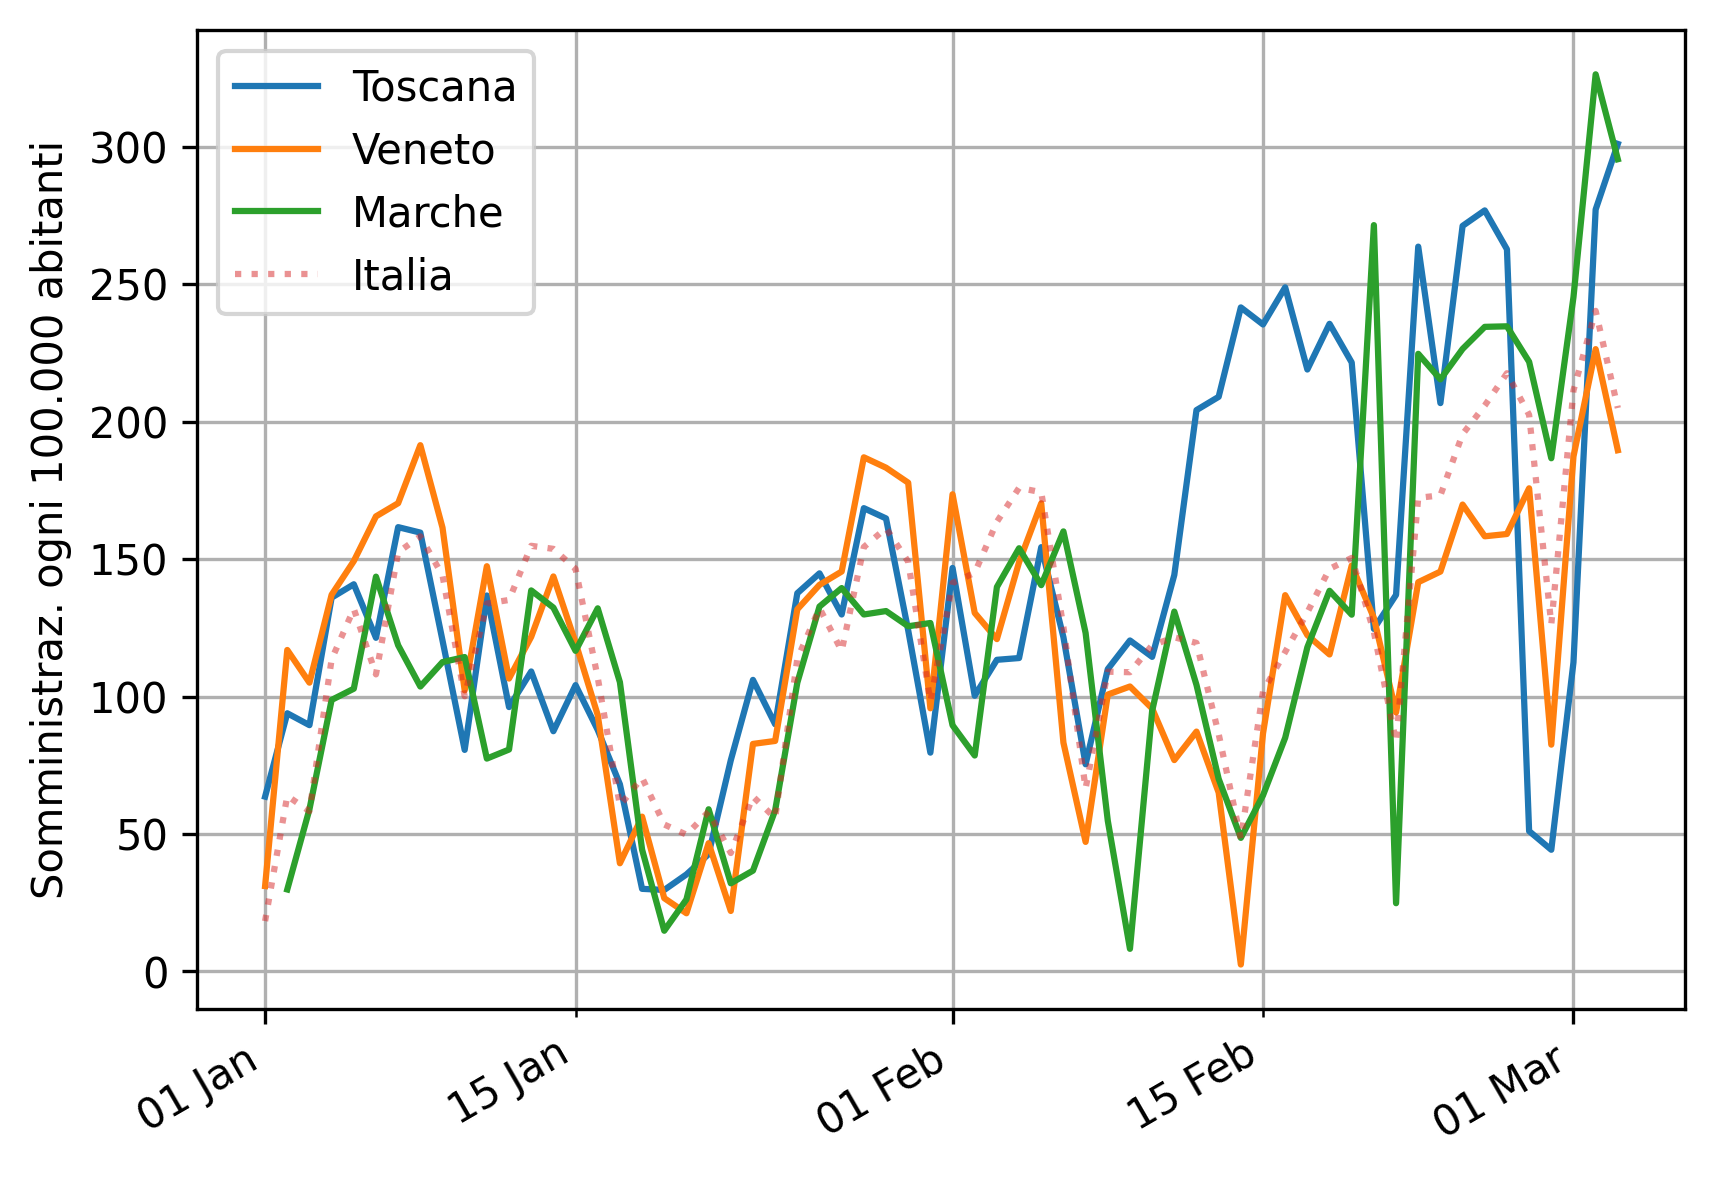 Toscana
Veneto
Marche
Italia
Somministraz. ogni 100.000 abitanti
300
250
200
150
100
50
0
01 Jan
15 Jan
01 Feb
15 Feb
01 Mar